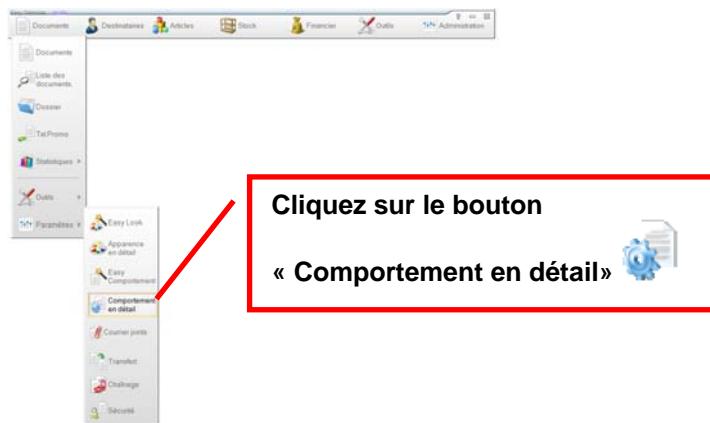 Documents Destinataires Articles Stock Financier Outils Administration
Documents
Liste des
documents.
Dossier
Tel Promo
Statistiques
Outils
Paramètres
Easy Look
Apparence
en détail
Easy
Comportement
Comportement
en détail
Courrier joints
Transfert
Chaînage
Sécurité
Cliquez sur le bouton
« Comportement en détail»